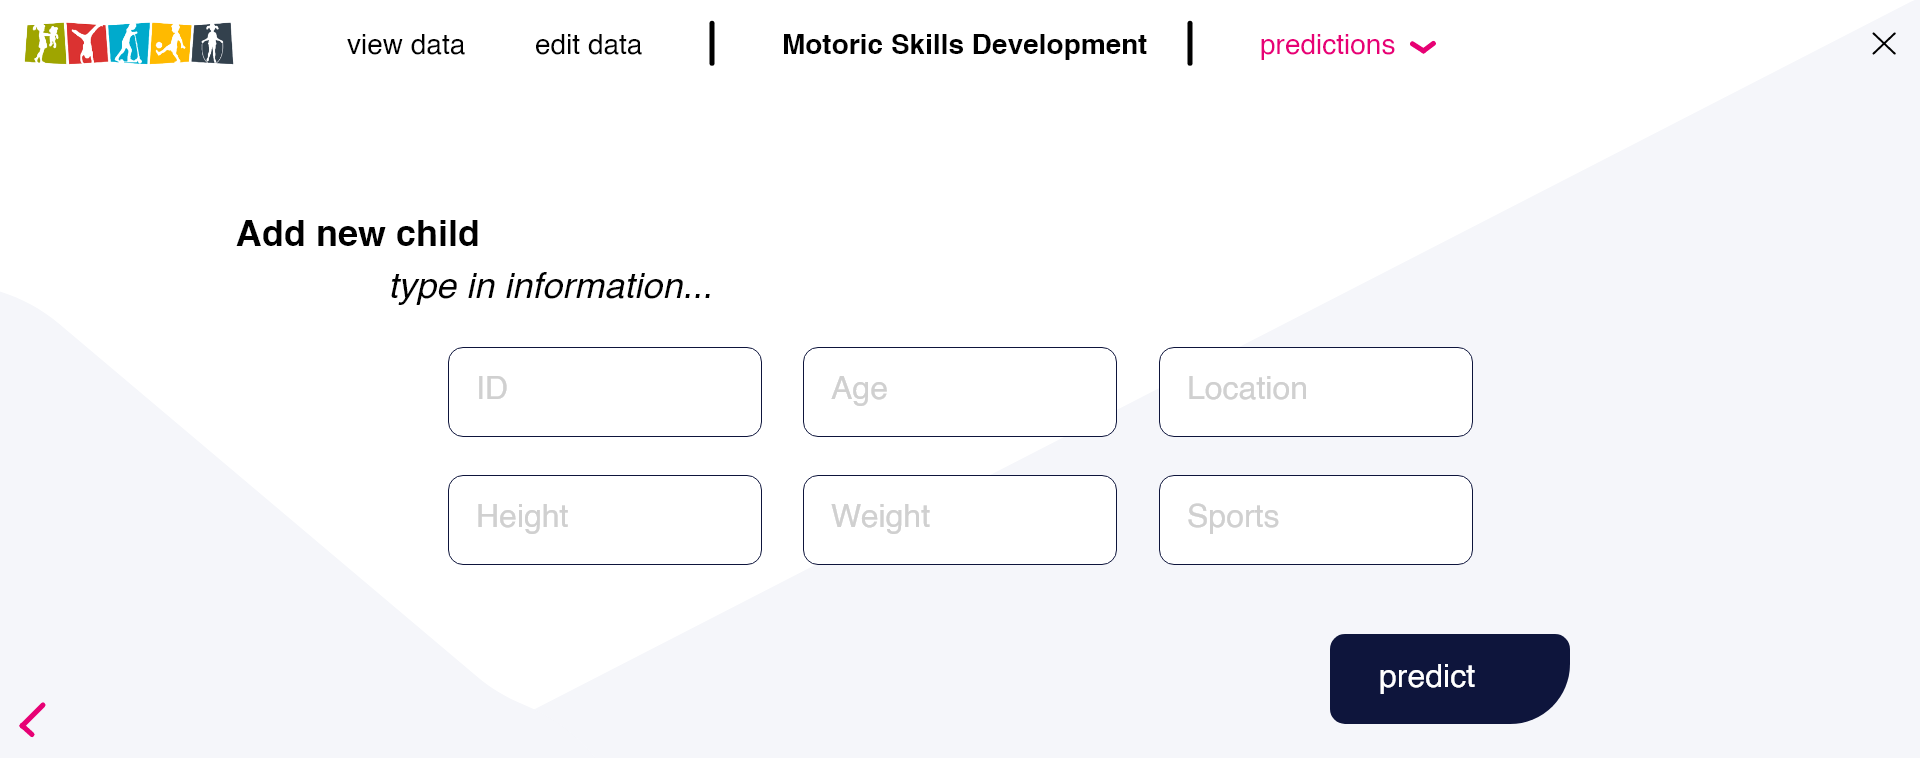 view data edit data Motoric Skills Development predictions
Add new child
type in information...
ID Age Location
Height Weight Sports
predict